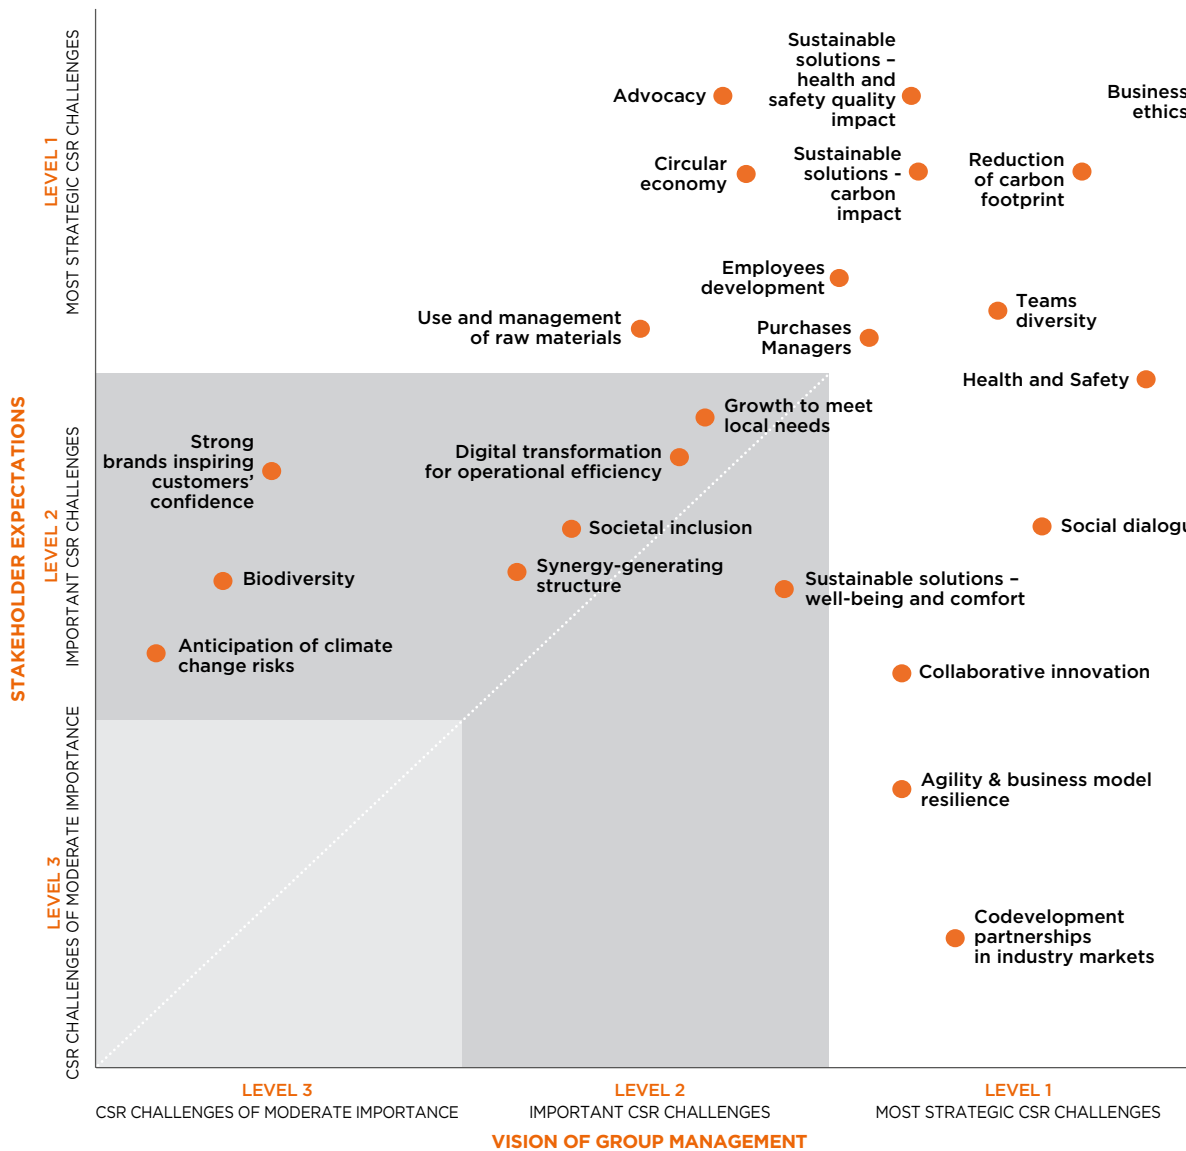 Sustainable
solutions –
health and
safety quality
impact
Advocacy
Business
ethics
Circular
economy
Sustainable
solutions -
carbon
impact
Reduction
of carbon
footprint
Employees
development
Teams
diversity
Use and management
of raw materials
Purchases
Managers
Health and Safety
Growth to meet
local needs
Strong
brands inspiring
customers’
confidence
Digital transformation
for operational efficiency
Societal inclusion
Social dialogu
Synergy-generating
structure
Biodiversity
Sustainable solutions –
well-being and comfort
Anticipation of climate
change risks
Collaborative innovation
Agility & business model
resilience
Codevelopment
partnerships
in industry markets
STAKEHOLDER EXPECTATIONS
LEVEL 1
MOST STRATEGIC CSR CHALLENGES
LEVEL 2
IMPORTANT CSR CHALLENGES
LEVEL 3
CSR CHALLENGES OF MODERATE IMPORTANCE
LEVEL 3
CSR CHALLENGES OF MODERATE IMPORTANCE
LEVEL 2
IMPORTANT CSR CHALLENGES
LEVEL 1
MOST STRATEGIC CSR CHALLENGES
VISION OF GROUP MANAGEMENT